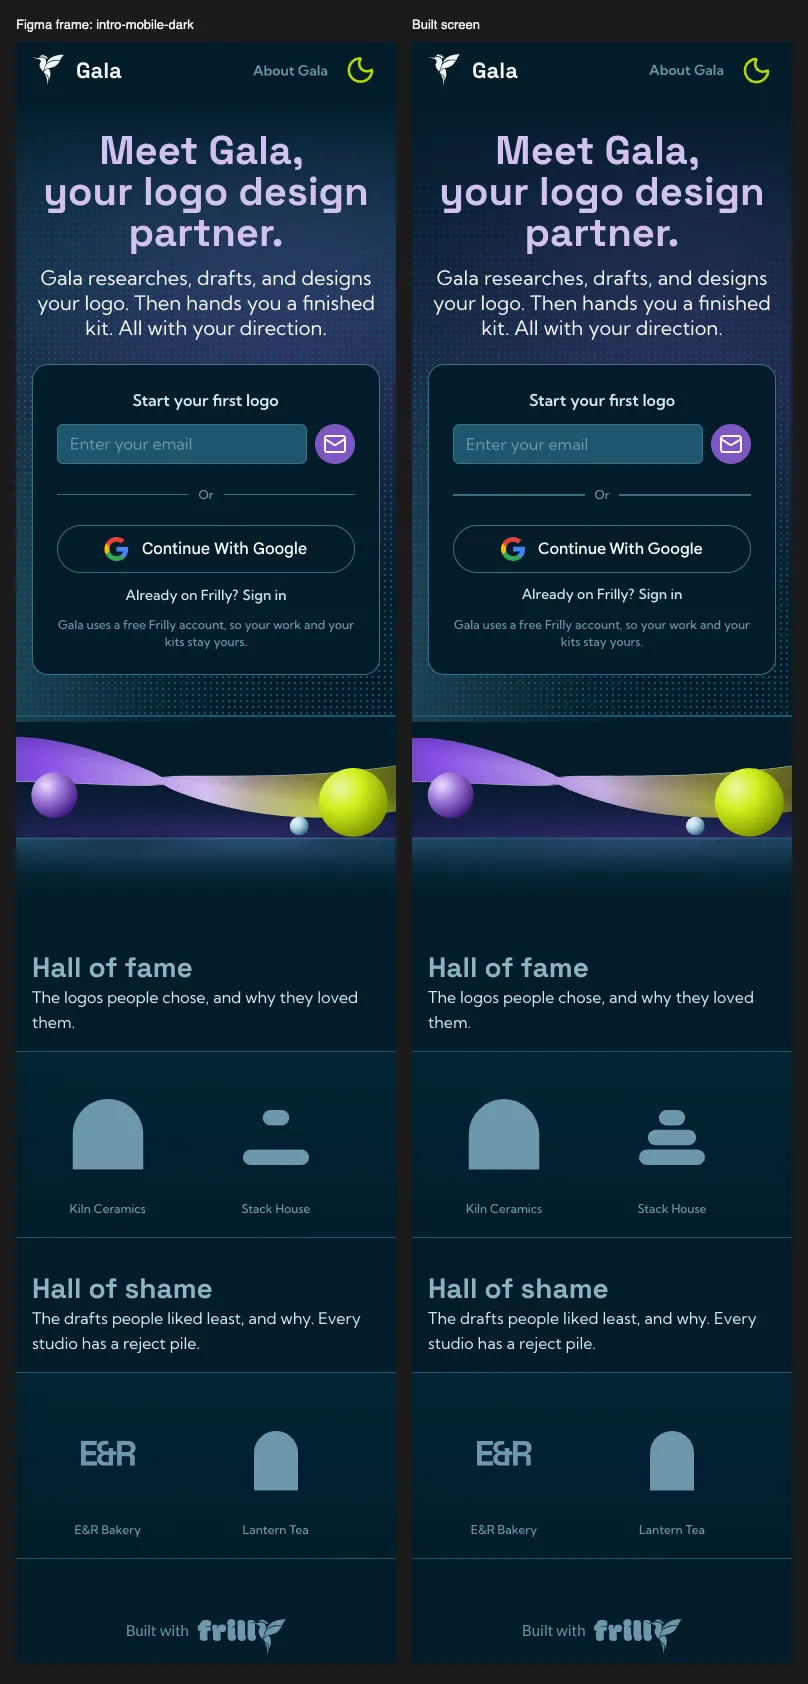 Figma frame: intro-mobile-dark
Gala
About Gala
Meet Gala,
your logo design
partner.
Gala researches, drafts, and designs
your logo. Then hands you a finished
kit. All with your direction.
Start your first logo
Enter your email
Or
Continue With Google
Already on Frilly? Sign in
Gala uses a free Frilly account, so your work and your
kits stay yours.
Hall of fame
The logos people chose, and why they loved
them.
Kiln Ceramics
Stack House
Hall of shame
The drafts people liked least, and why. Every
studio has a reject pile.
E&R
E&R Bakery
Lantern Tea
Built with frilly
Built screen
Gala
About Gala
Meet Gala,
your logo design
partner.
Gala researches, drafts, and designs
your logo. Then hands you a finished
kit. All with your direction.
Start your first logo
Enter your email
Or
Continue With Google
Already on Frilly? Sign in
Gala uses a free Frilly account, so your work and your
kits stay yours.
Hall of fame
The logos people chose, and why they loved
them.
Kiln Ceramics
Stack House
Hall of shame
The drafts people liked least, and why. Every
studio has a reject pile.
E&R
E&R Bakery
Lantern Tea
Built with frilly